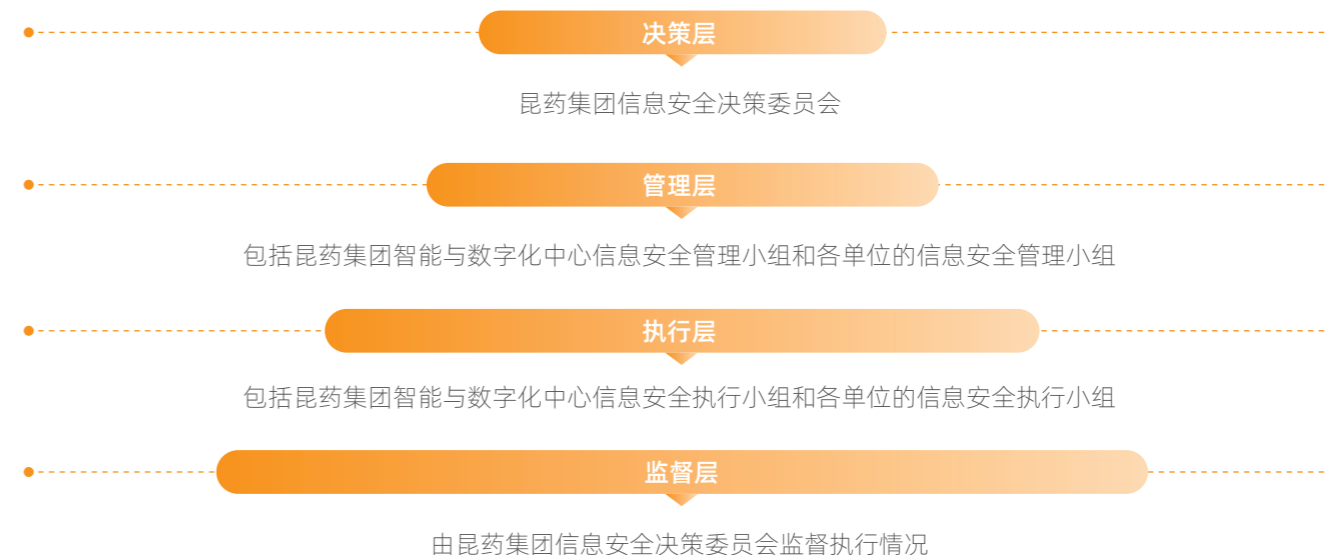 决策层
昆药集团信息安全决策委员会
管理层
包括昆药集团智能与数字化中心信息安全管理小组和各单位的信息安全管理小组
执行层
包括昆药集团智能与数字化中心信息安全执行小组和各单位的信息安全执行小组
监督层
由昆药集团信息安全决策委员会监督执行情况